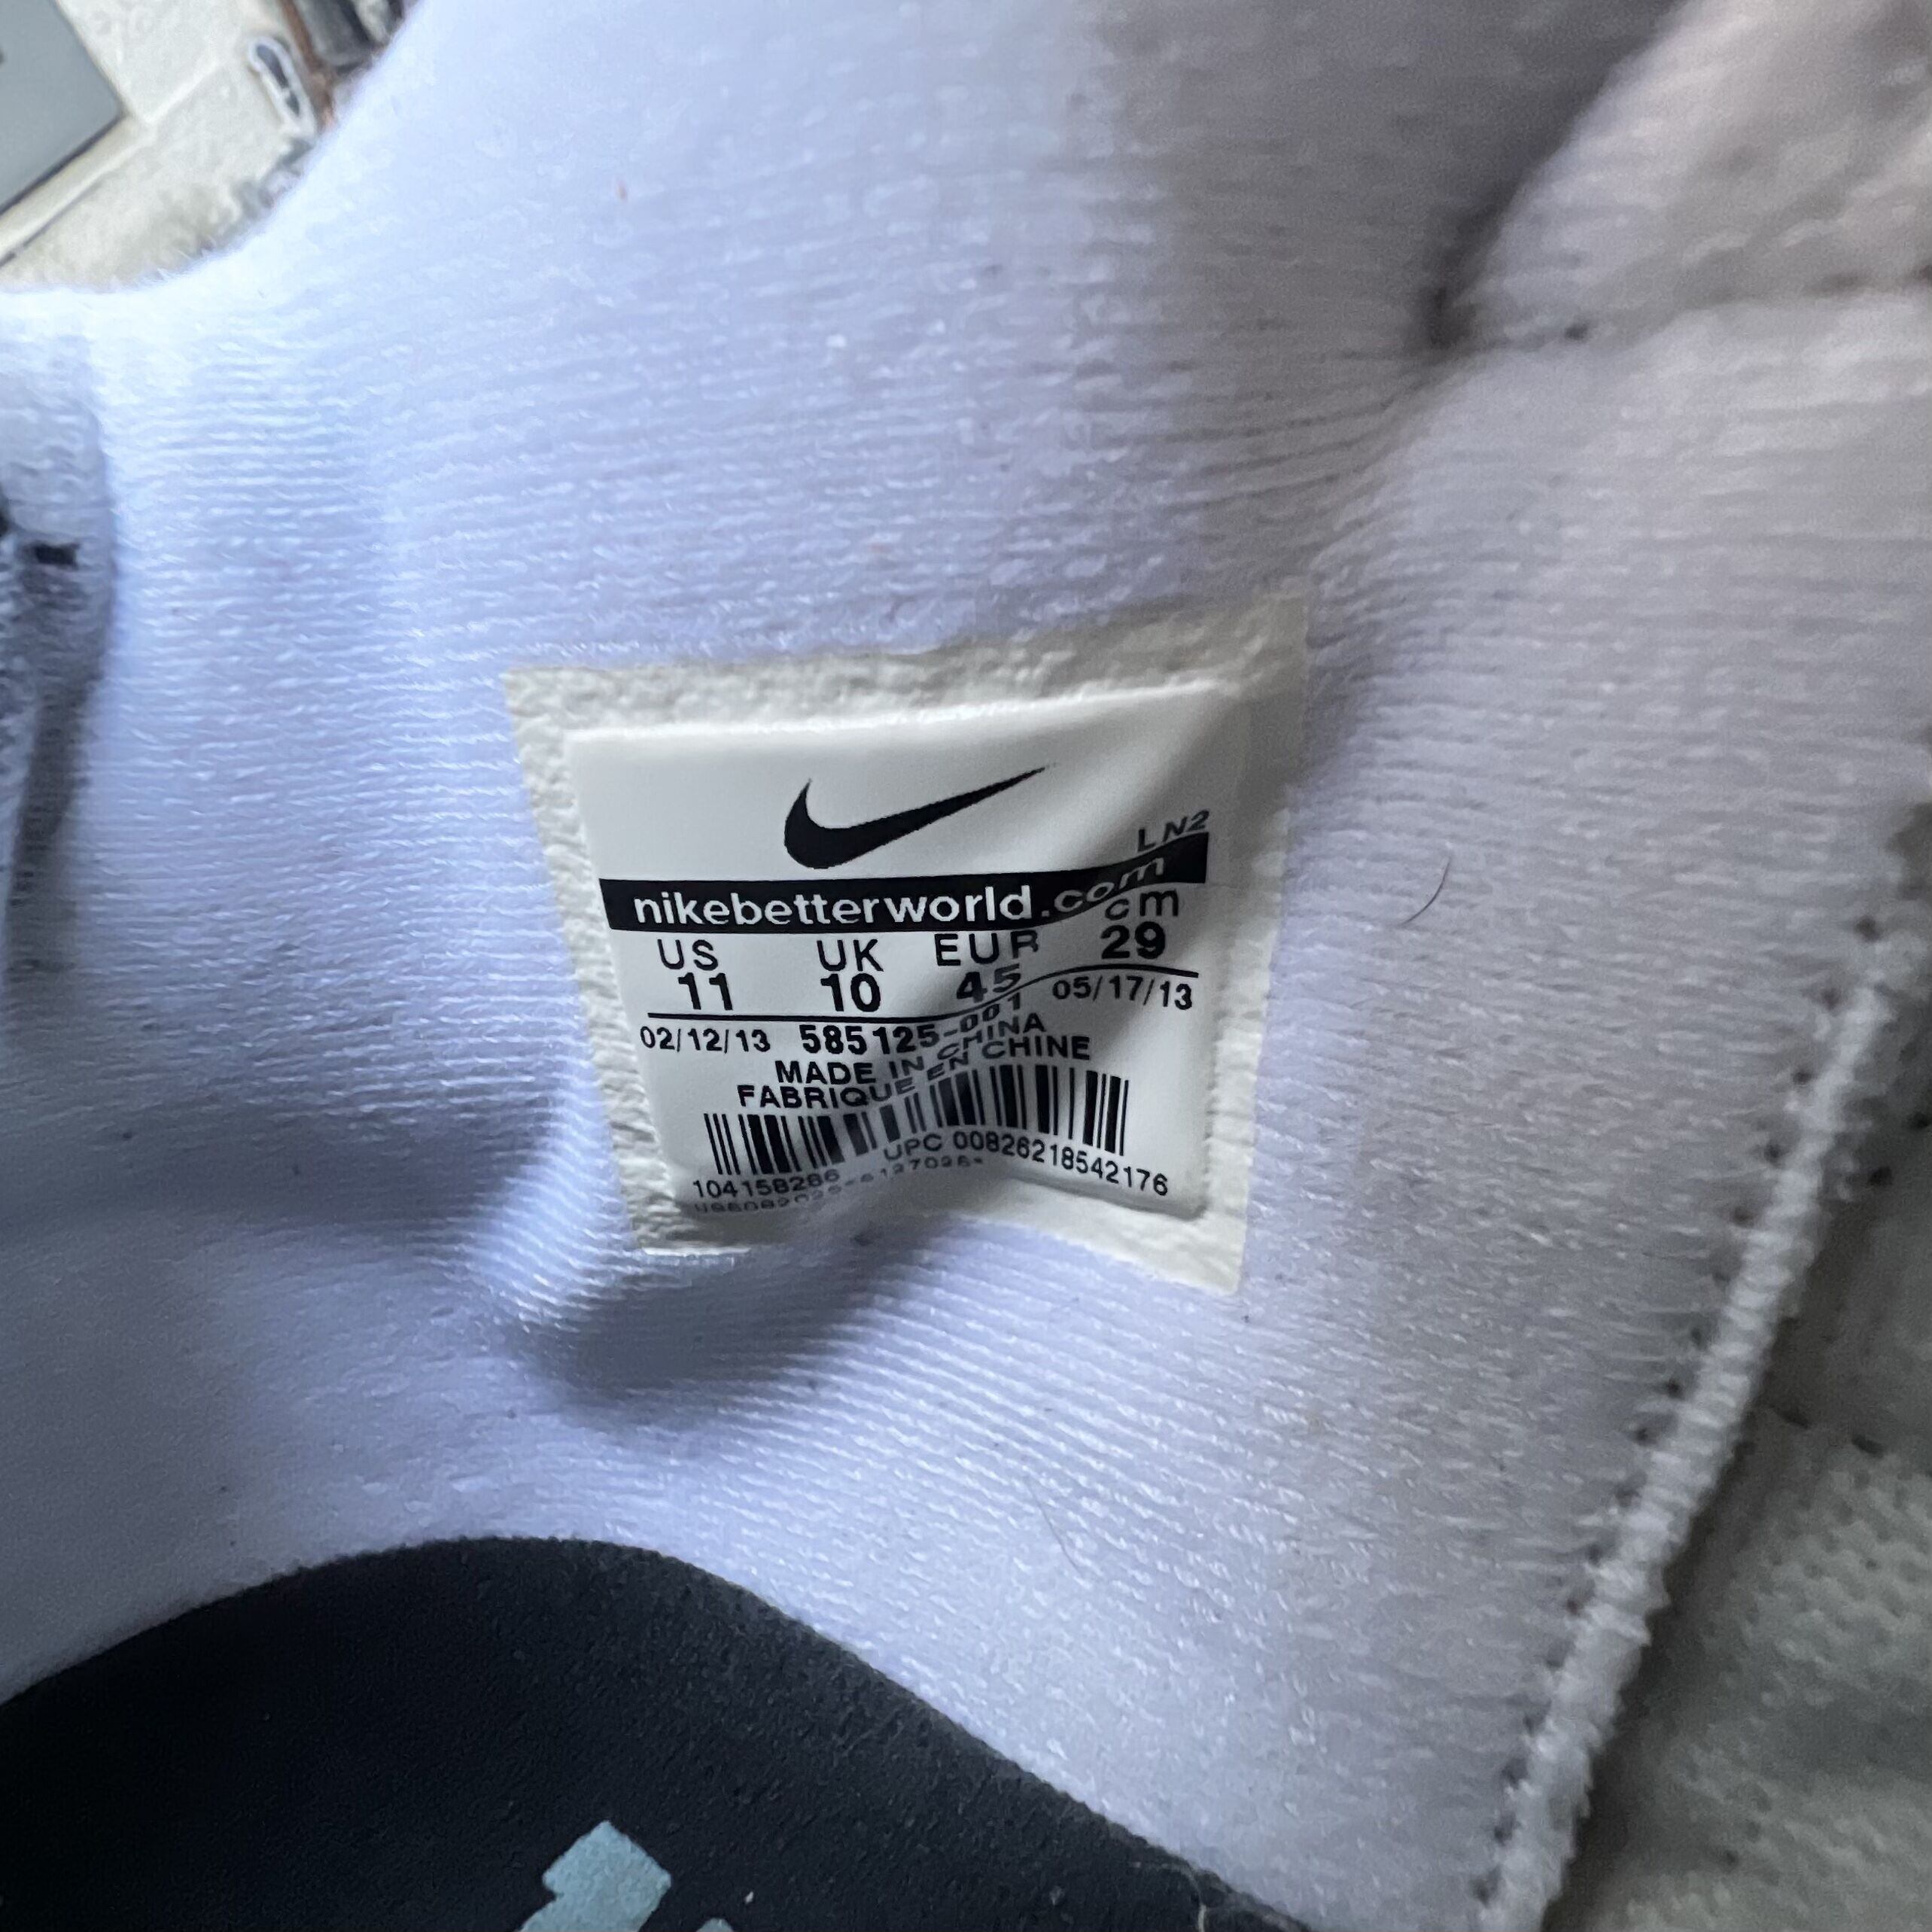 LN2
nikebetterworld.com
US UK EUR cm
11 10 45 29
02/12/13 585125-001 05/17/13
MADE IN CHINA
FABRIQUE EN CHINE
104158286 UPC 00826218542176